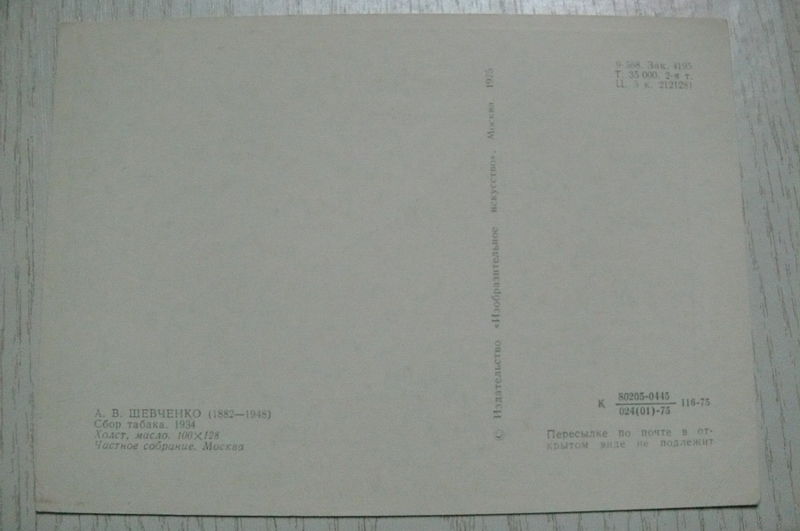 9-568. Зак. 4195
Т. 35 000. 2-я т.
Ц. 3 к. 2121281
© Издательство «Изобразительное искусство». Москва. 1975
А. В. ШЕВЧЕНКО (1882—1948)
Сбор табака. 1934
Холст, масло. 100×128
Частное собрание. Москва
К 80205-0445
024(01)-75 116-75
Пересылке по почте в от-
крытом виде не подлежит